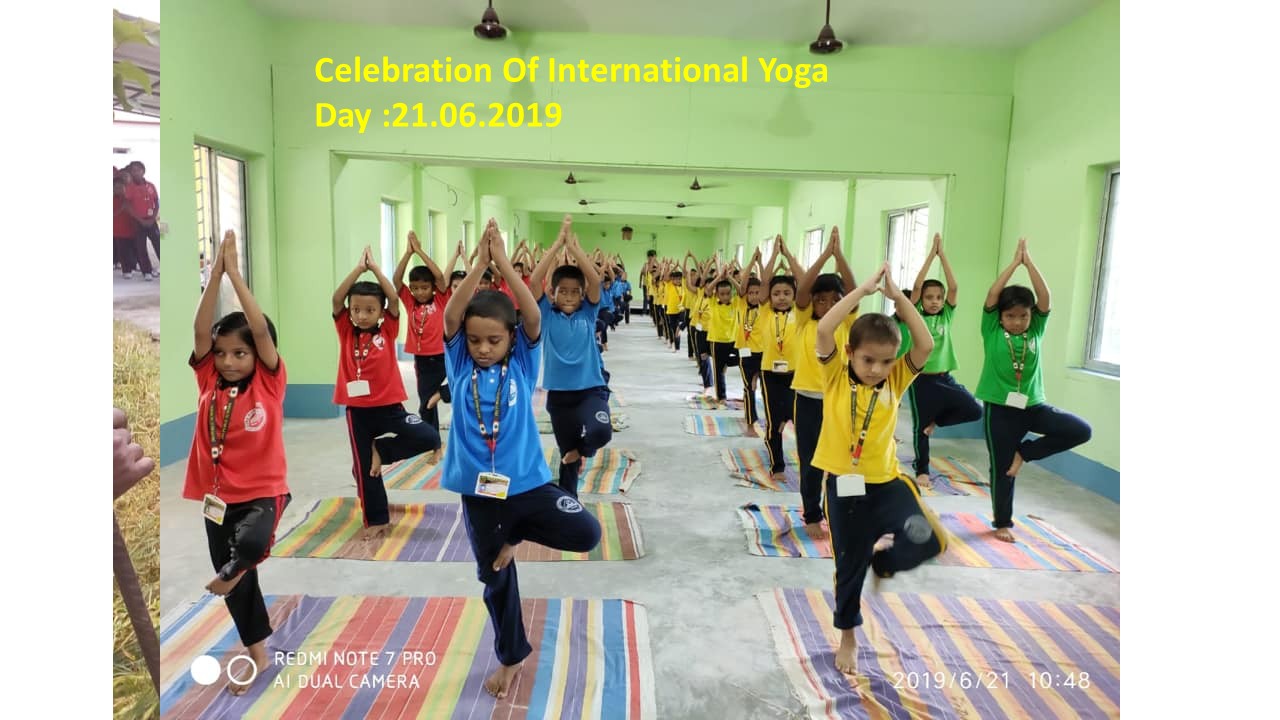 Celebration Of International Yoga
Day :21.06.2019
REDMI NOTE 7 PRO
AI DUAL CAMERA
2019/6/21 10:48